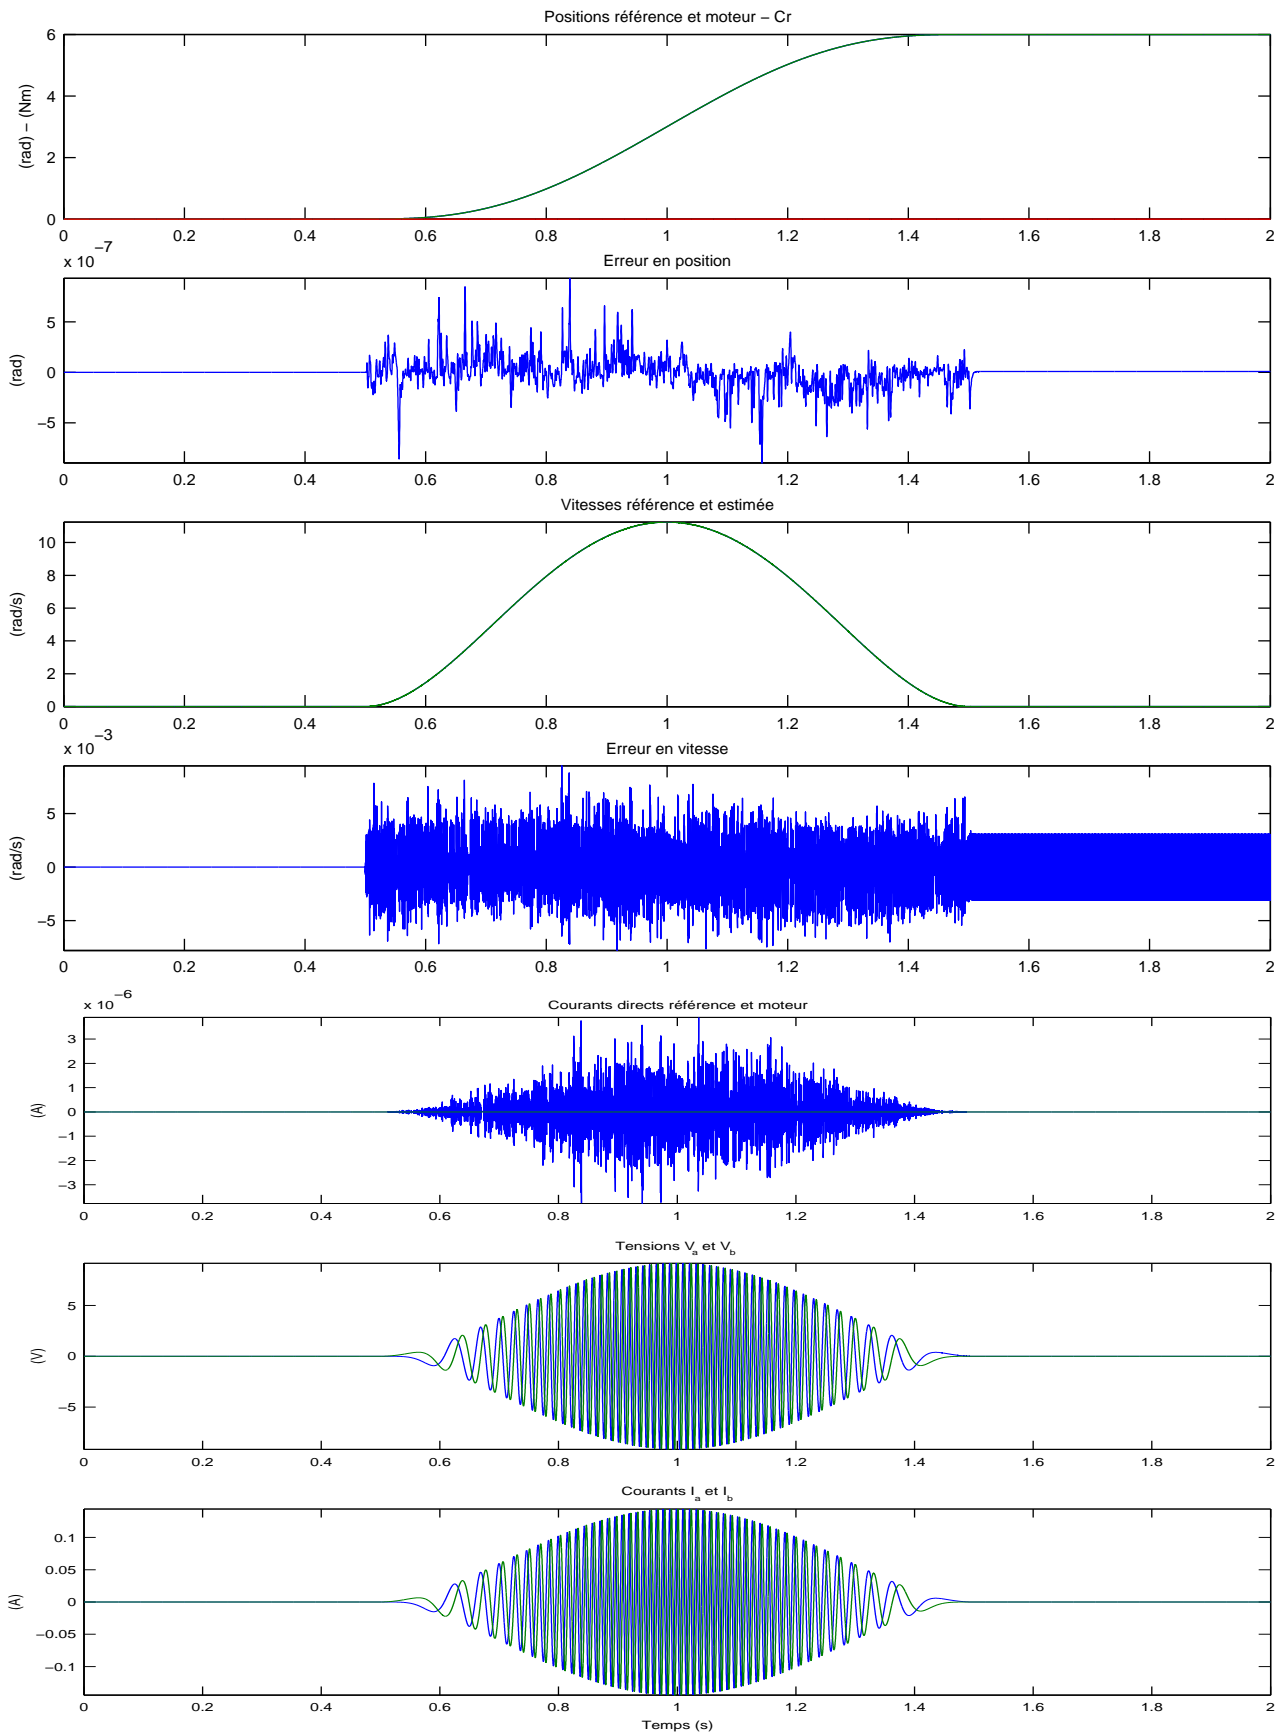 Positions référence et moteur – Cr
6
4
2
0
(rad) – (Nm)
0 0.2 0.4 0.6 0.8 1 1.2 1.4 1.6 1.8 2
x 10^−7
Erreur en position
5
0
−5
(rad)
0 0.2 0.4 0.6 0.8 1 1.2 1.4 1.6 1.8 2
Vitesses référence et estimée
10
8
6
4
2
0
(rad/s)
0 0.2 0.4 0.6 0.8 1 1.2 1.4 1.6 1.8 2
x 10^−3
Erreur en vitesse
5
0
−5
(rad/s)
0 0.2 0.4 0.6 0.8 1 1.2 1.4 1.6 1.8 2
x 10^−6
Courants directs référence et moteur
3
2
1
0
−1
−2
−3
(A)
0 0.2 0.4 0.6 0.8 1 1.2 1.4 1.6 1.8 2
Tensions V_a et V_b
5
0
−5
(V)
0 0.2 0.4 0.6 0.8 1 1.2 1.4 1.6 1.8 2
Courants I_a et I_b
0.1
0.05
0
−0.05
−0.1
(A)
0 0.2 0.4 0.6 0.8 1 1.2 1.4 1.6 1.8 2
Temps (s)